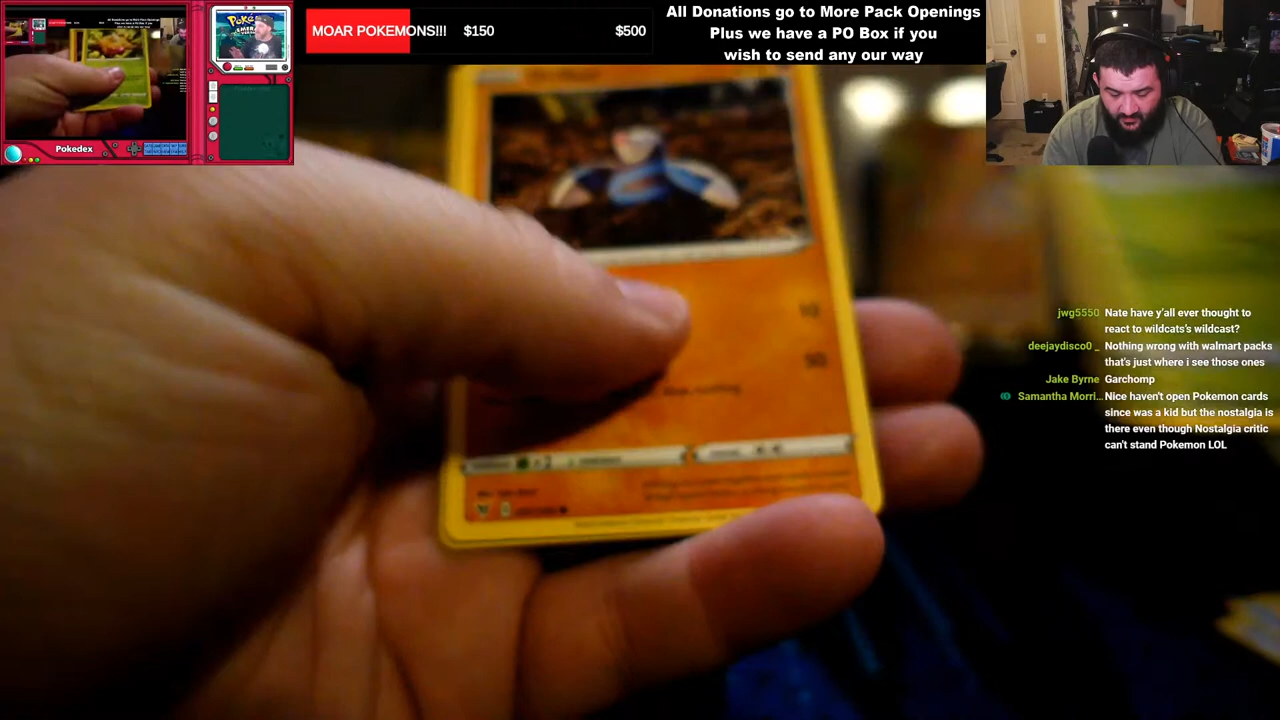 MOAR POKEMONS!!! $150 $500
All Donations go to More Pack Openings
Plus we have a PO Box if you
wish to send any our way
Pokedex
jwg5550 Nate have y'all ever thought to
react to wildcats's wildcast?
deejaydisco0_ Nothing wrong with walmart packs
that's just where i see those ones
Jake Byrne Garchomp
Samantha Morri... Nice haven't open Pokemon cards
since was a kid but the nostalgia is
there even though Nostalgia critic
can't stand Pokemon LOL